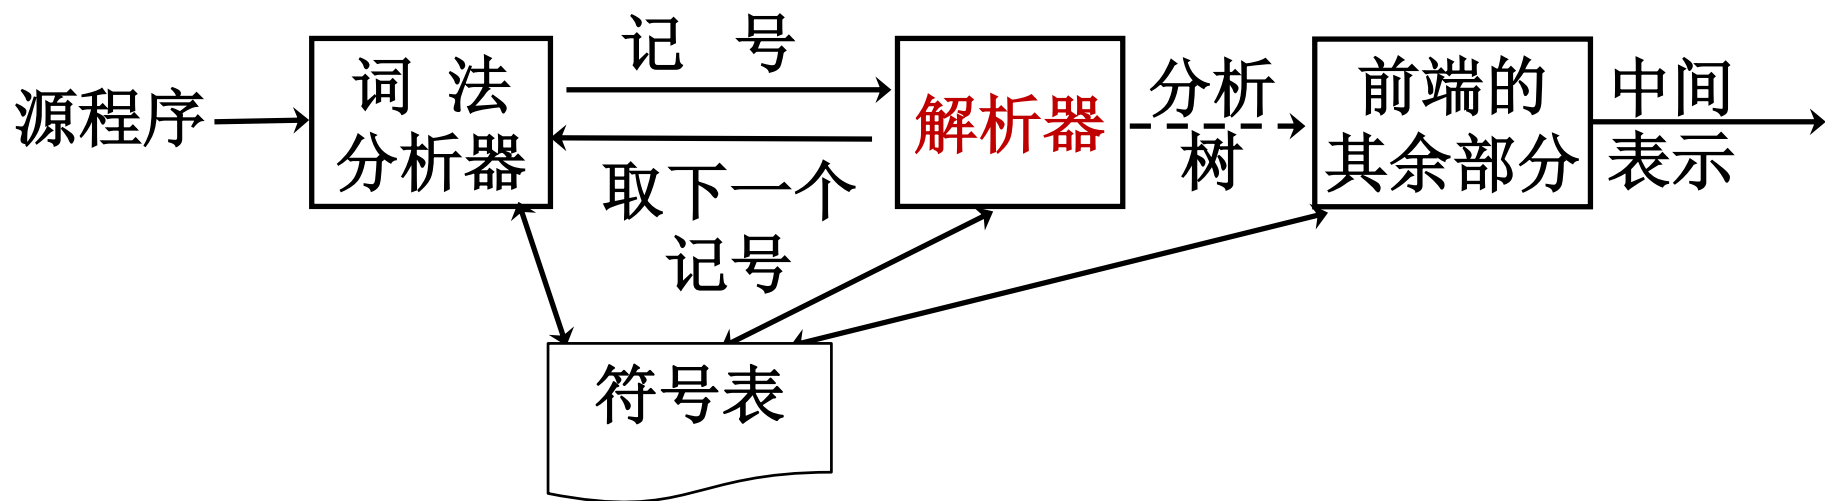 源程序
词 法
分析器
记 号
取下一个
记号
解析器
分析
树
前端的
其余部分
中间
表示
符号表